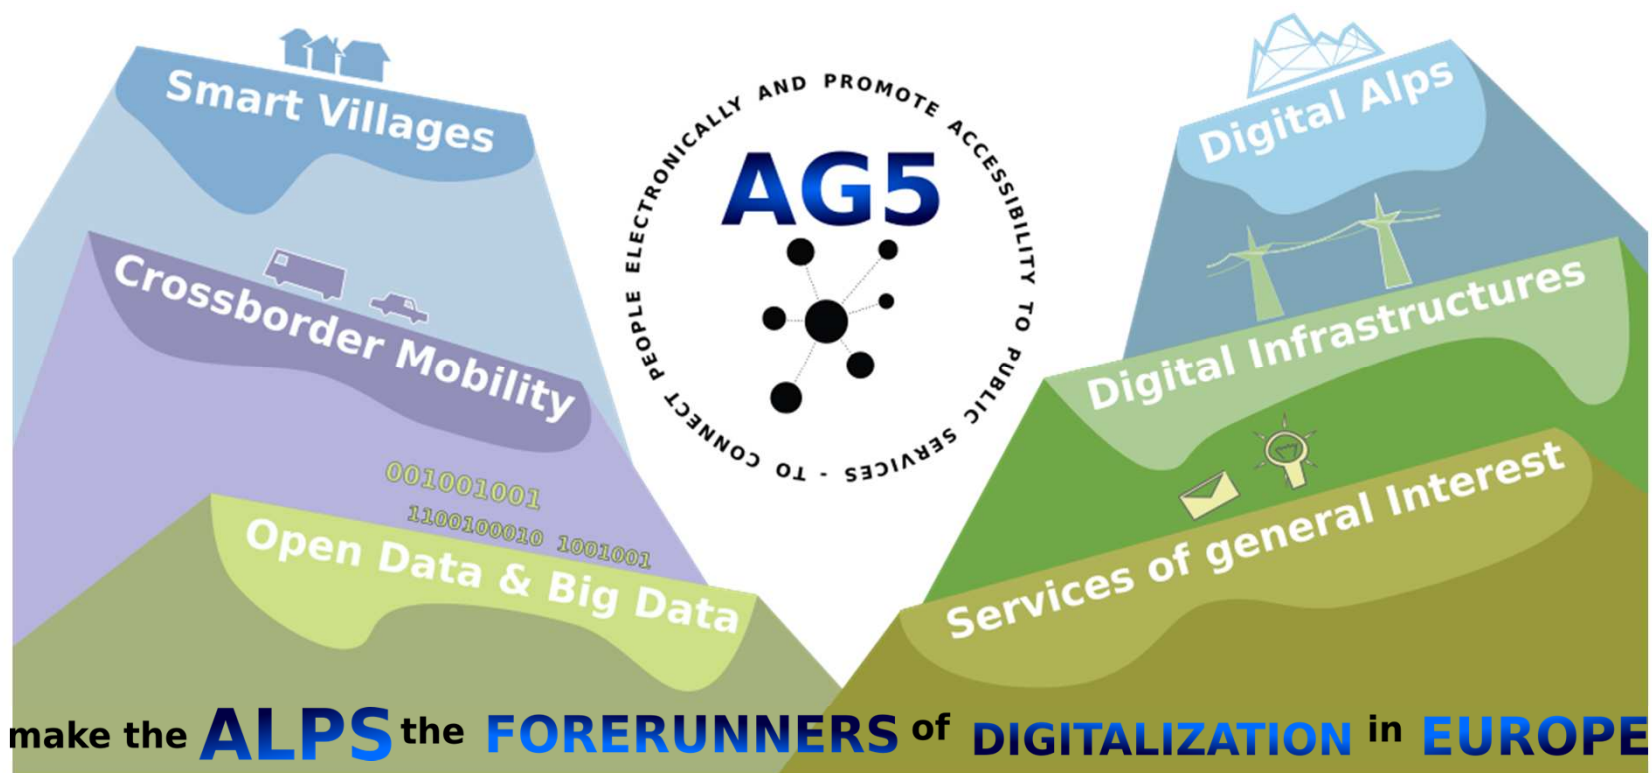 Smart Villages
Crossborder Mobility
001001001
1100100010 1001001
Open Data & Big Data
AG5
TO CONNECT PEOPLE ELECTRONICALLY AND PROMOTE ACCESSIBILITY TO PUBLIC SERVICES -
Digital Alps
Digital Infrastructures
Services of general Interest
make the ALPS the FORERUNNERS of DIGITALIZATION in EUROPE